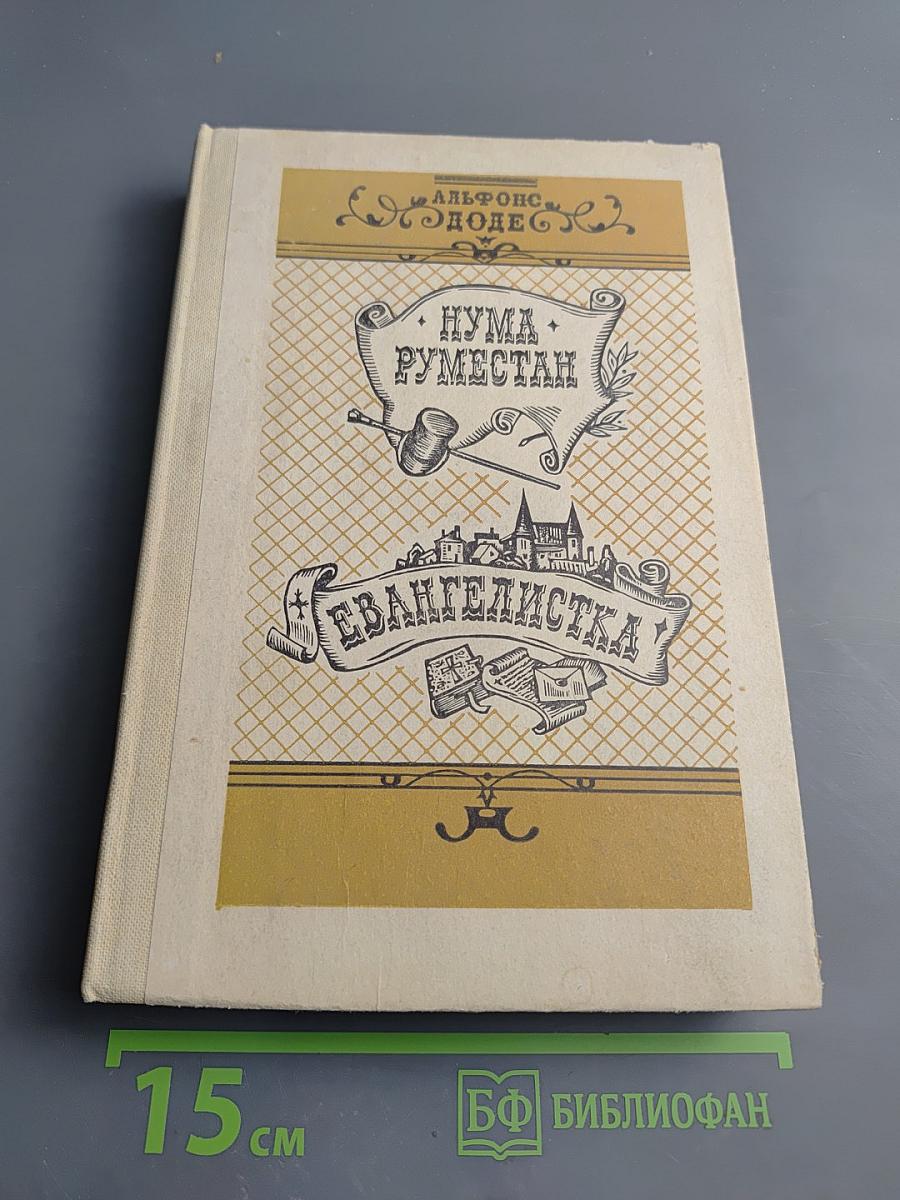 АЛЬФОНС
ДОДЕ
НУМА
РУМЕСТАН
ЕВАНГЕЛИСТКА
15 см
БФ БИБЛИОФАН